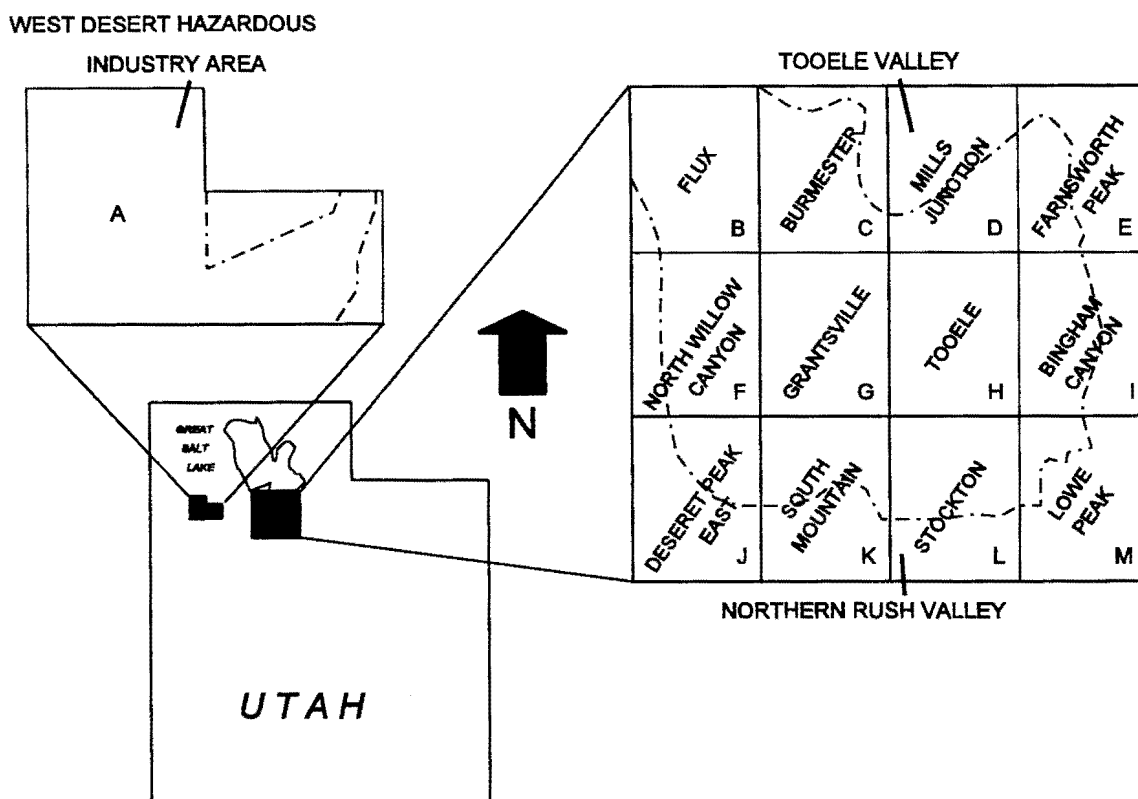 WEST DESERT HAZARDOUS
INDUSTRY AREA
A
TOOELE VALLEY
FLUX
B
BURMESTER
C
MILLS
JUNCTION
D
FARNSWORTH
PEAK
E
NORTH WILLOW
CANYON
F
GRANTSVILLE
G
TOOELE
H
BINGHAM
CANYON
I
DESERET PEAK
EAST
J
SOUTH
MOUNTAIN
K
STOCKTON
L
LOWE
PEAK
M
NORTHERN RUSH VALLEY
N
GREAT
SALT
LAKE
UTAH